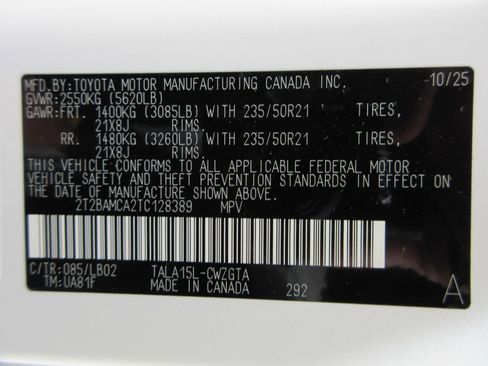 MFD.BY:TOYOTA MOTOR MANUFACTURING CANADA INC. 10/25
GVWR:2550KG (5620LB)
GAWR:FRT. 1400KG (3085LB) WITH 235/50R21 TIRES,
21X8J RIMS.
RR. 1480KG (3260LB) WITH 235/50R21 TIRES,
21X8J RIMS.
THIS VEHICLE CONFORMS TO ALL APPLICABLE FEDERAL MOTOR
VEHICLE SAFETY AND THEFT PREVENTION STANDARDS IN EFFECT ON
THE DATE OF MANUFACTURE SHOWN ABOVE.
2T2BAMCA2TC128389 MPV
C/TR:085/LB02 TALA15L-CWZGTA
TM:UA81F MADE IN CANADA 292 A